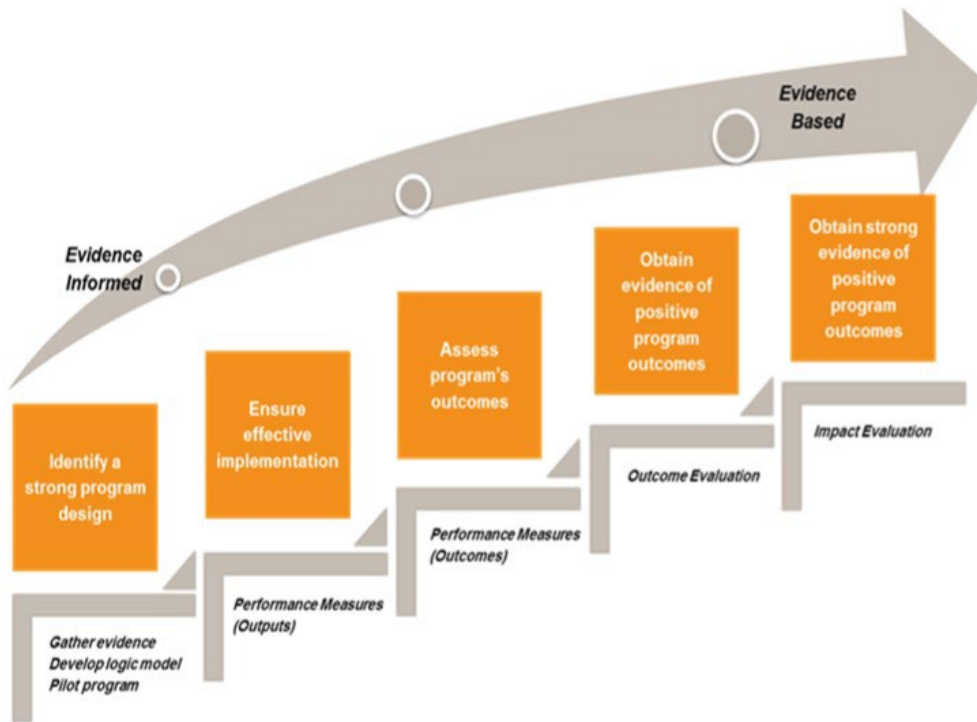 Evidence
Based
Evidence
Informed
Identify a
strong program
design
Gather evidence
Develop logic model
Pilot program
Ensure
effective
implementation
Performance Measures
(Outputs)
Assess
program's
outcomes
Performance Measures
(Outcomes)
Obtain
evidence of
positive
program
outcomes
Outcome Evaluation
Obtain strong
evidence of
positive
program
outcomes
Impact Evaluation